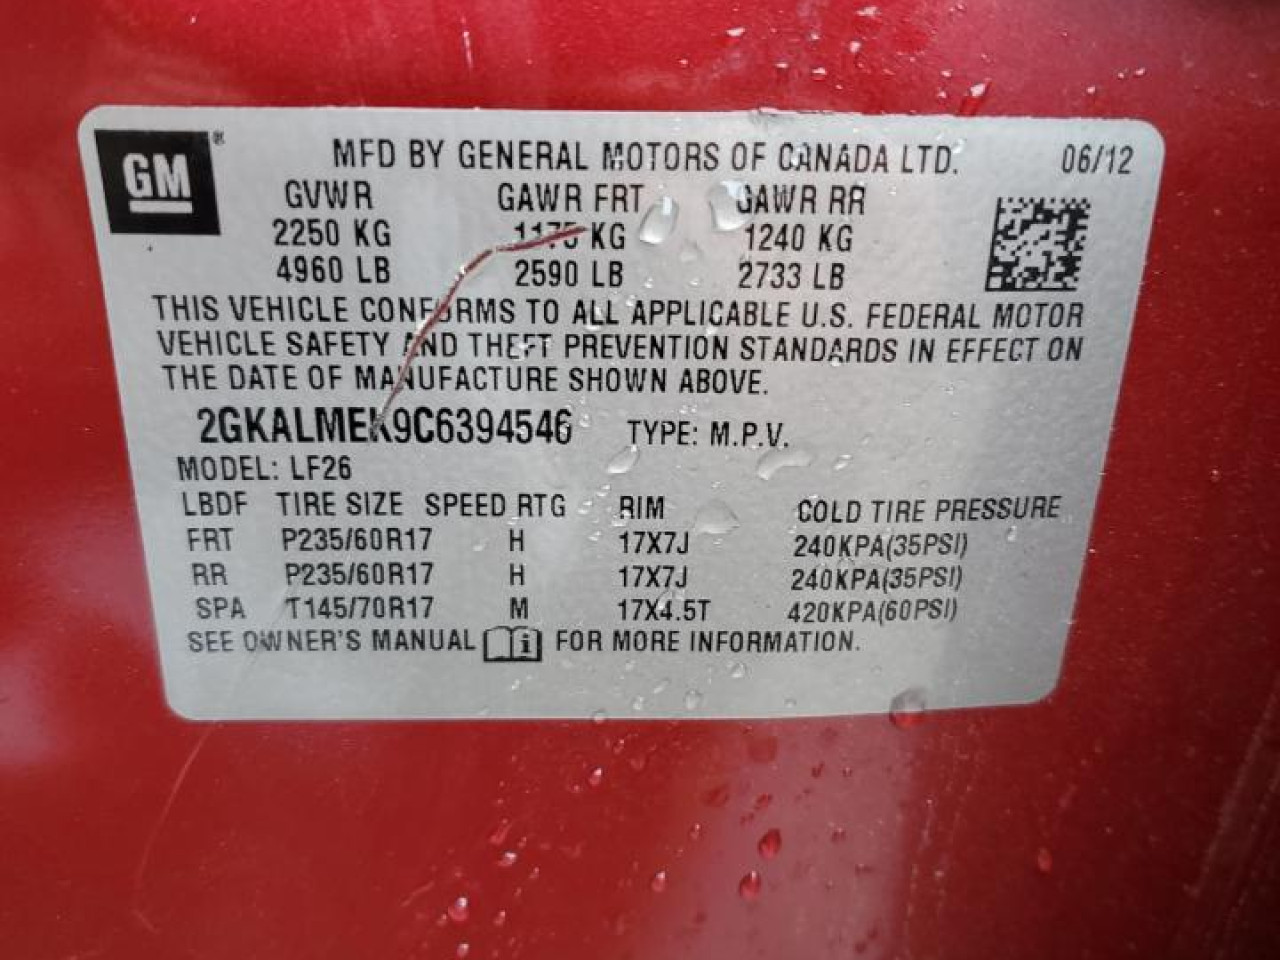 GM®
MFD BY GENERAL MOTORS OF CANADA LTD. 06/12
GVWR GAWR FRT GAWR RR
2250 KG 1175 KG 1240 KG
4960 LB 2590 LB 2733 LB
THIS VEHICLE CONFORMS TO ALL APPLICABLE U.S. FEDERAL MOTOR
VEHICLE SAFETY AND THEFT PREVENTION STANDARDS IN EFFECT ON
THE DATE OF MANUFACTURE SHOWN ABOVE.
2GKALMEK9C6394546 TYPE: M.P.V.
MODEL: LF26
LBDF TIRE SIZE SPEED RTG RIM COLD TIRE PRESSURE
FRT P235/60R17 H 17X7J 240KPA(35PSI)
RR P235/60R17 H 17X7J 240KPA(35PSI)
SPA T145/70R17 M 17X4.5T 420KPA(60PSI)
SEE OWNER'S MANUAL i FOR MORE INFORMATION.